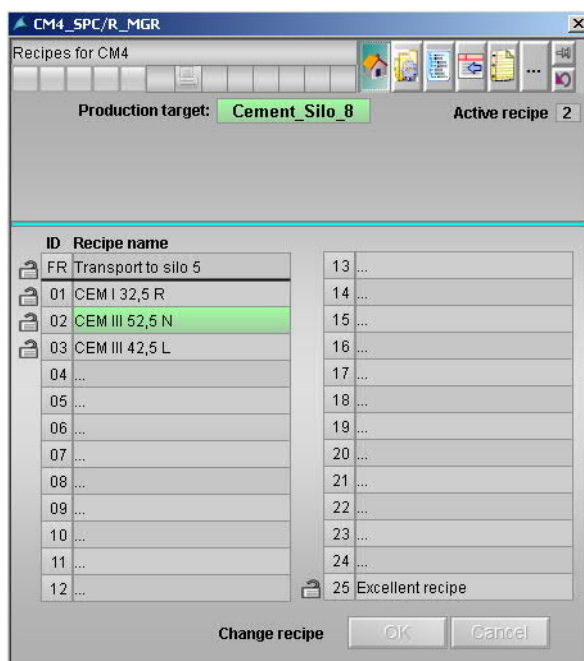 CM4_SPC/R_MGR
Recipes for CM4
...
Production target: Cement_Silo_8 Active recipe 2
ID Recipe name
FR Transport to silo 5
01 CEM I 32,5 R
02 CEM III 52,5 N
03 CEM III 42,5 L
04 ...
05 ...
06 ...
07 ...
08 ...
09 ...
10 ...
11 ...
12 ...
13 ...
14 ...
15 ...
16 ...
17 ...
18 ...
19 ...
20 ...
21 ...
22 ...
23 ...
24 ...
25 Excellent recipe
Change recipe OK Cancel